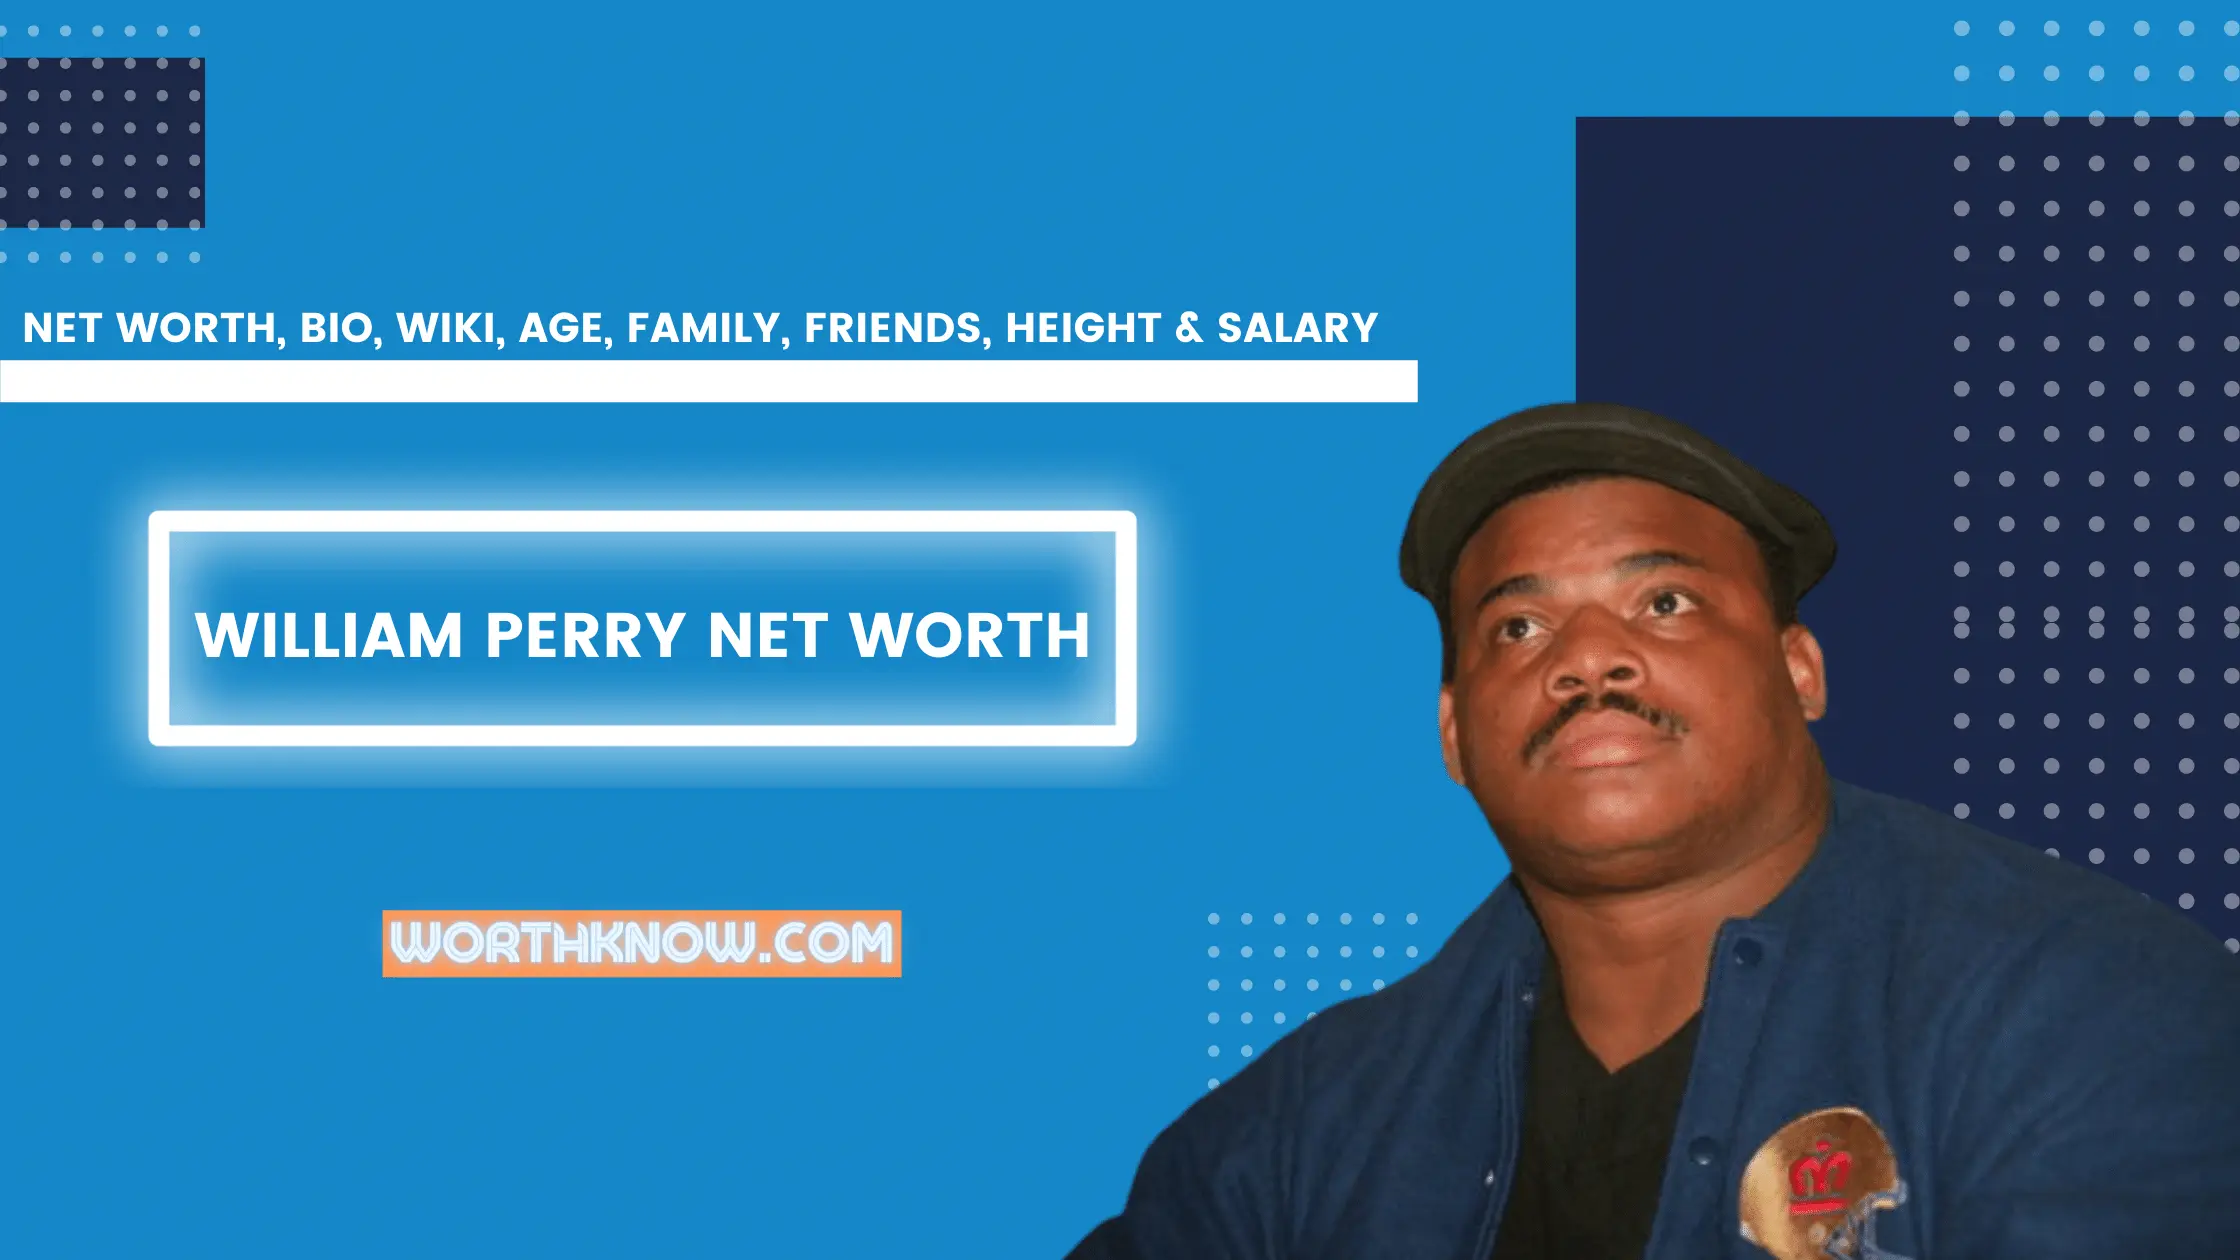 NET WORTH, BIO, WIKI, AGE, FAMILY, FRIENDS, HEIGHT & SALARY
WILLIAM PERRY NET WORTH
WORTHKNOW.COM